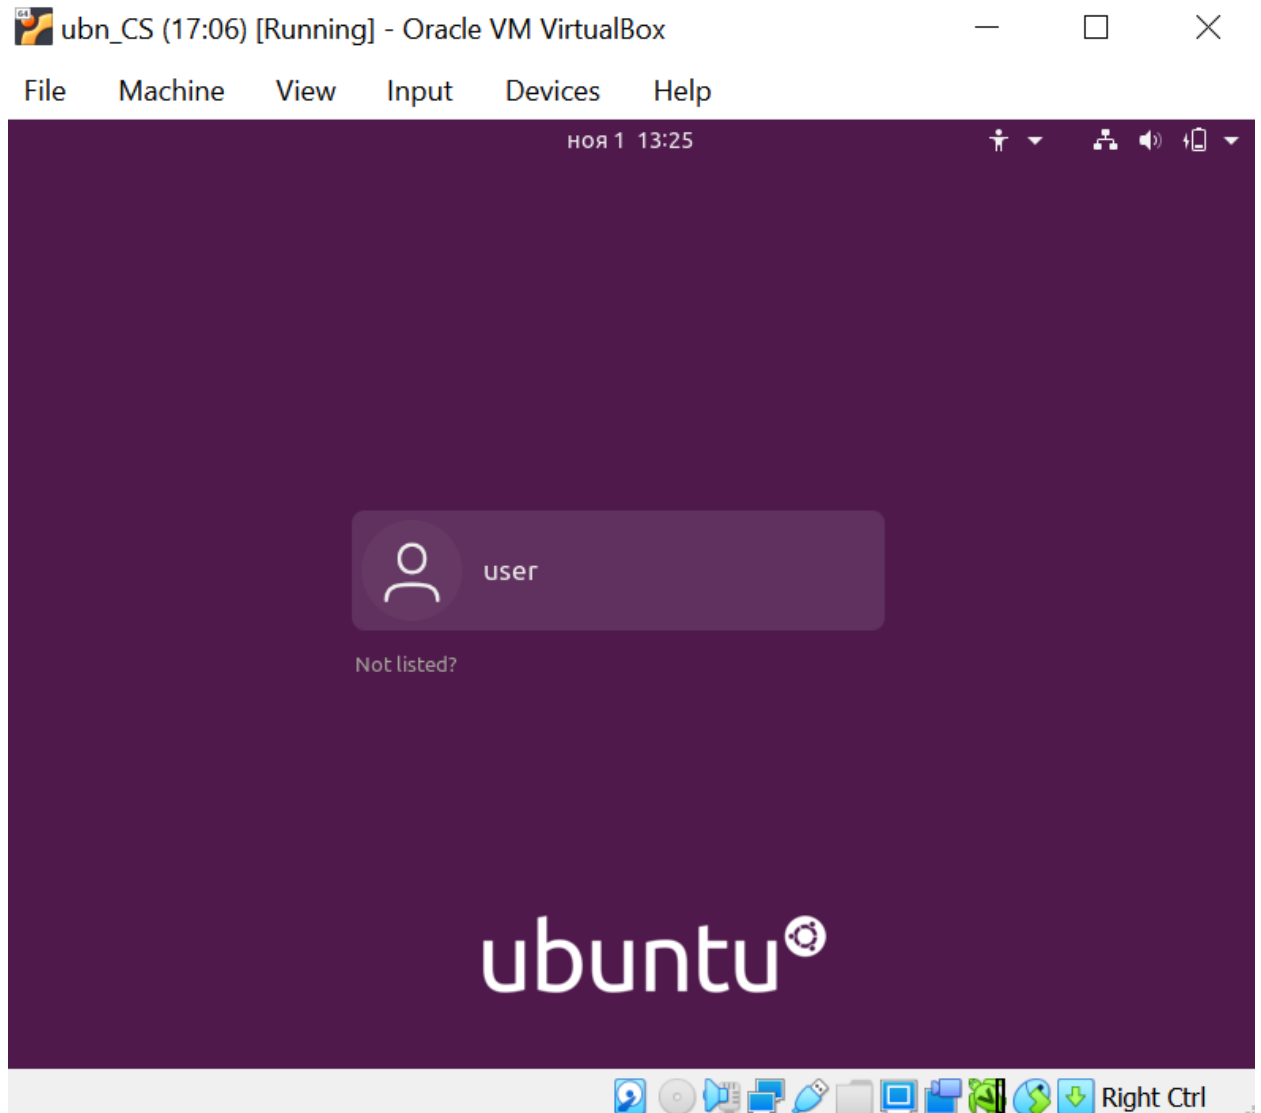 ubn_CS (17:06) [Running] - Oracle VM VirtualBox
File Machine View Input Devices Help
ноя 1 13:25
user
Not listed?
ubuntu
Right Ctrl